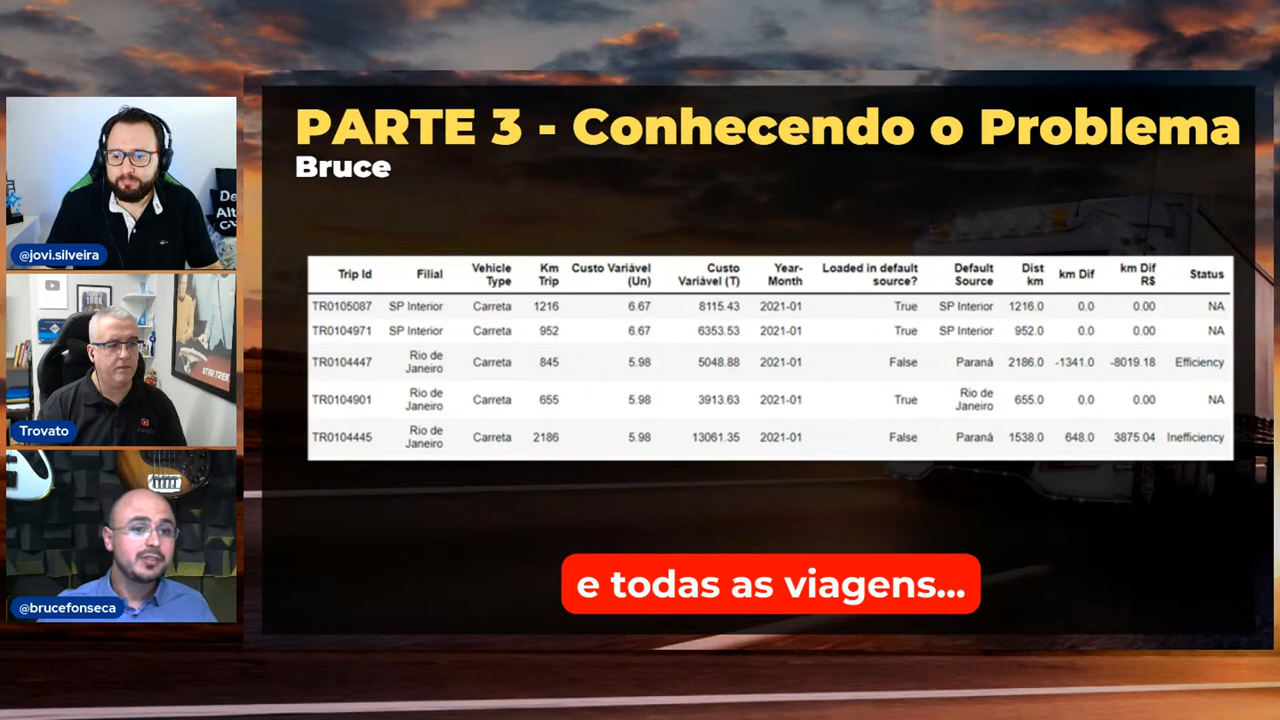 PARTE 3 - Conhecendo o Problema
Bruce
@jovi.silveira
De
Alt
Trovato
100K
STAR TREK
@brucefonseca
Trip Id Filial Vehicle Type Km Trip Custo Variável (Un) Custo Variável (T) Year-Month Loaded in default source? Default Source Dist km km Dif km Dif R$ Status
TR0105087 SP Interior Carreta 1216 6.67 8115.43 2021-01 True SP Interior 1216.0 0.0 0.00 NA
TR0104971 SP Interior Carreta 952 6.67 6353.53 2021-01 True SP Interior 952.0 0.0 0.00 NA
TR0104447 Rio de Janeiro Carreta 845 5.98 5048.88 2021-01 False Paraná 2186.0 -1341.0 -8019.18 Efficiency
TR0104901 Rio de Janeiro Carreta 655 5.98 3913.63 2021-01 True Rio de Janeiro 655.0 0.0 0.00 NA
TR0104445 Rio de Janeiro Carreta 2186 5.98 13061.35 2021-01 False Paraná 1538.0 648.0 3875.04 Inefficiency
e todas as viagens...